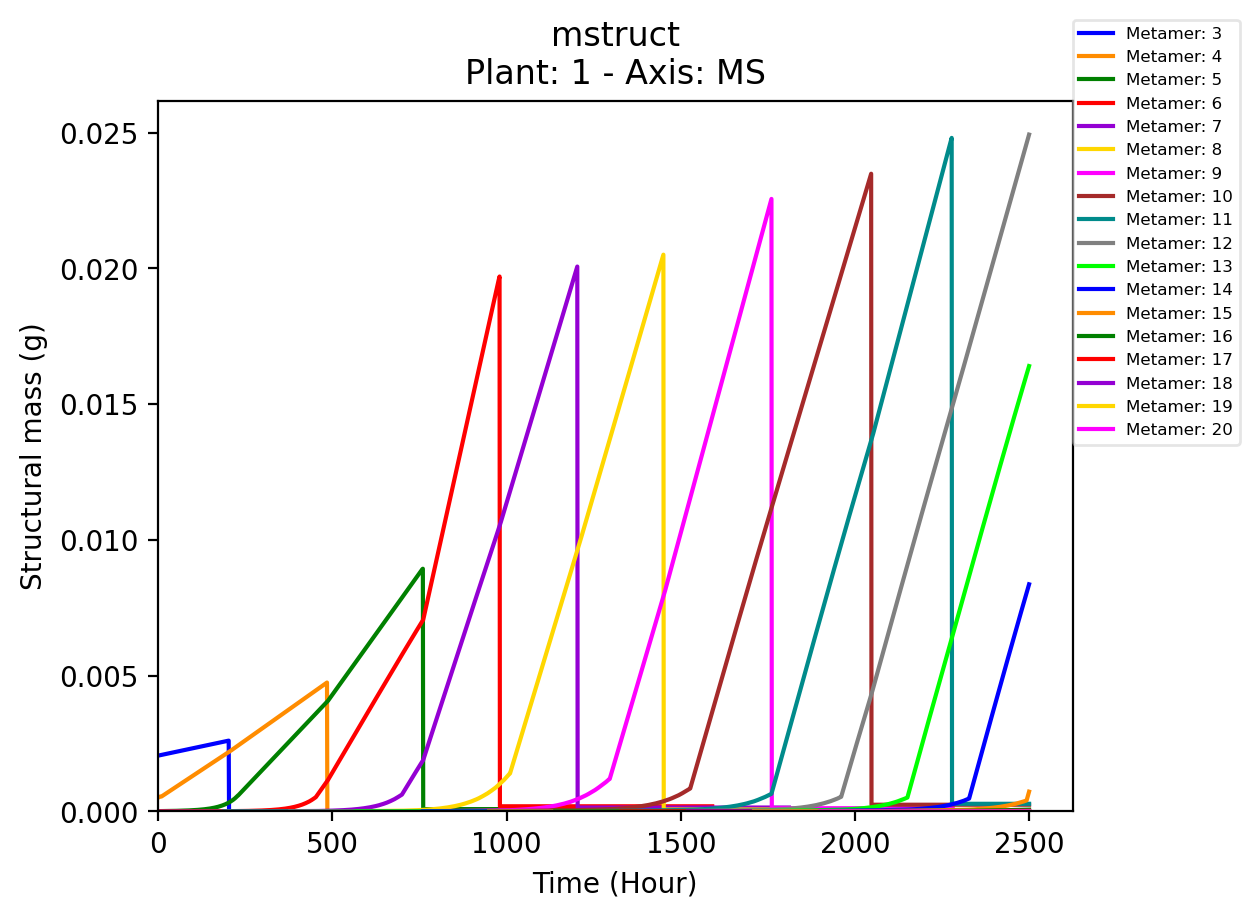 mstruct
Plant: 1 - Axis: MS
Metamer: 3
Metamer: 4
Metamer: 5
Metamer: 6
Metamer: 7
Metamer: 8
Metamer: 9
Metamer: 10
Metamer: 11
Metamer: 12
Metamer: 13
Metamer: 14
Metamer: 15
Metamer: 16
Metamer: 17
Metamer: 18
Metamer: 19
Metamer: 20
Structural mass (g)
0.025
0.020
0.015
0.010
0.005
0.000
0 500 1000 1500 2000 2500
Time (Hour)